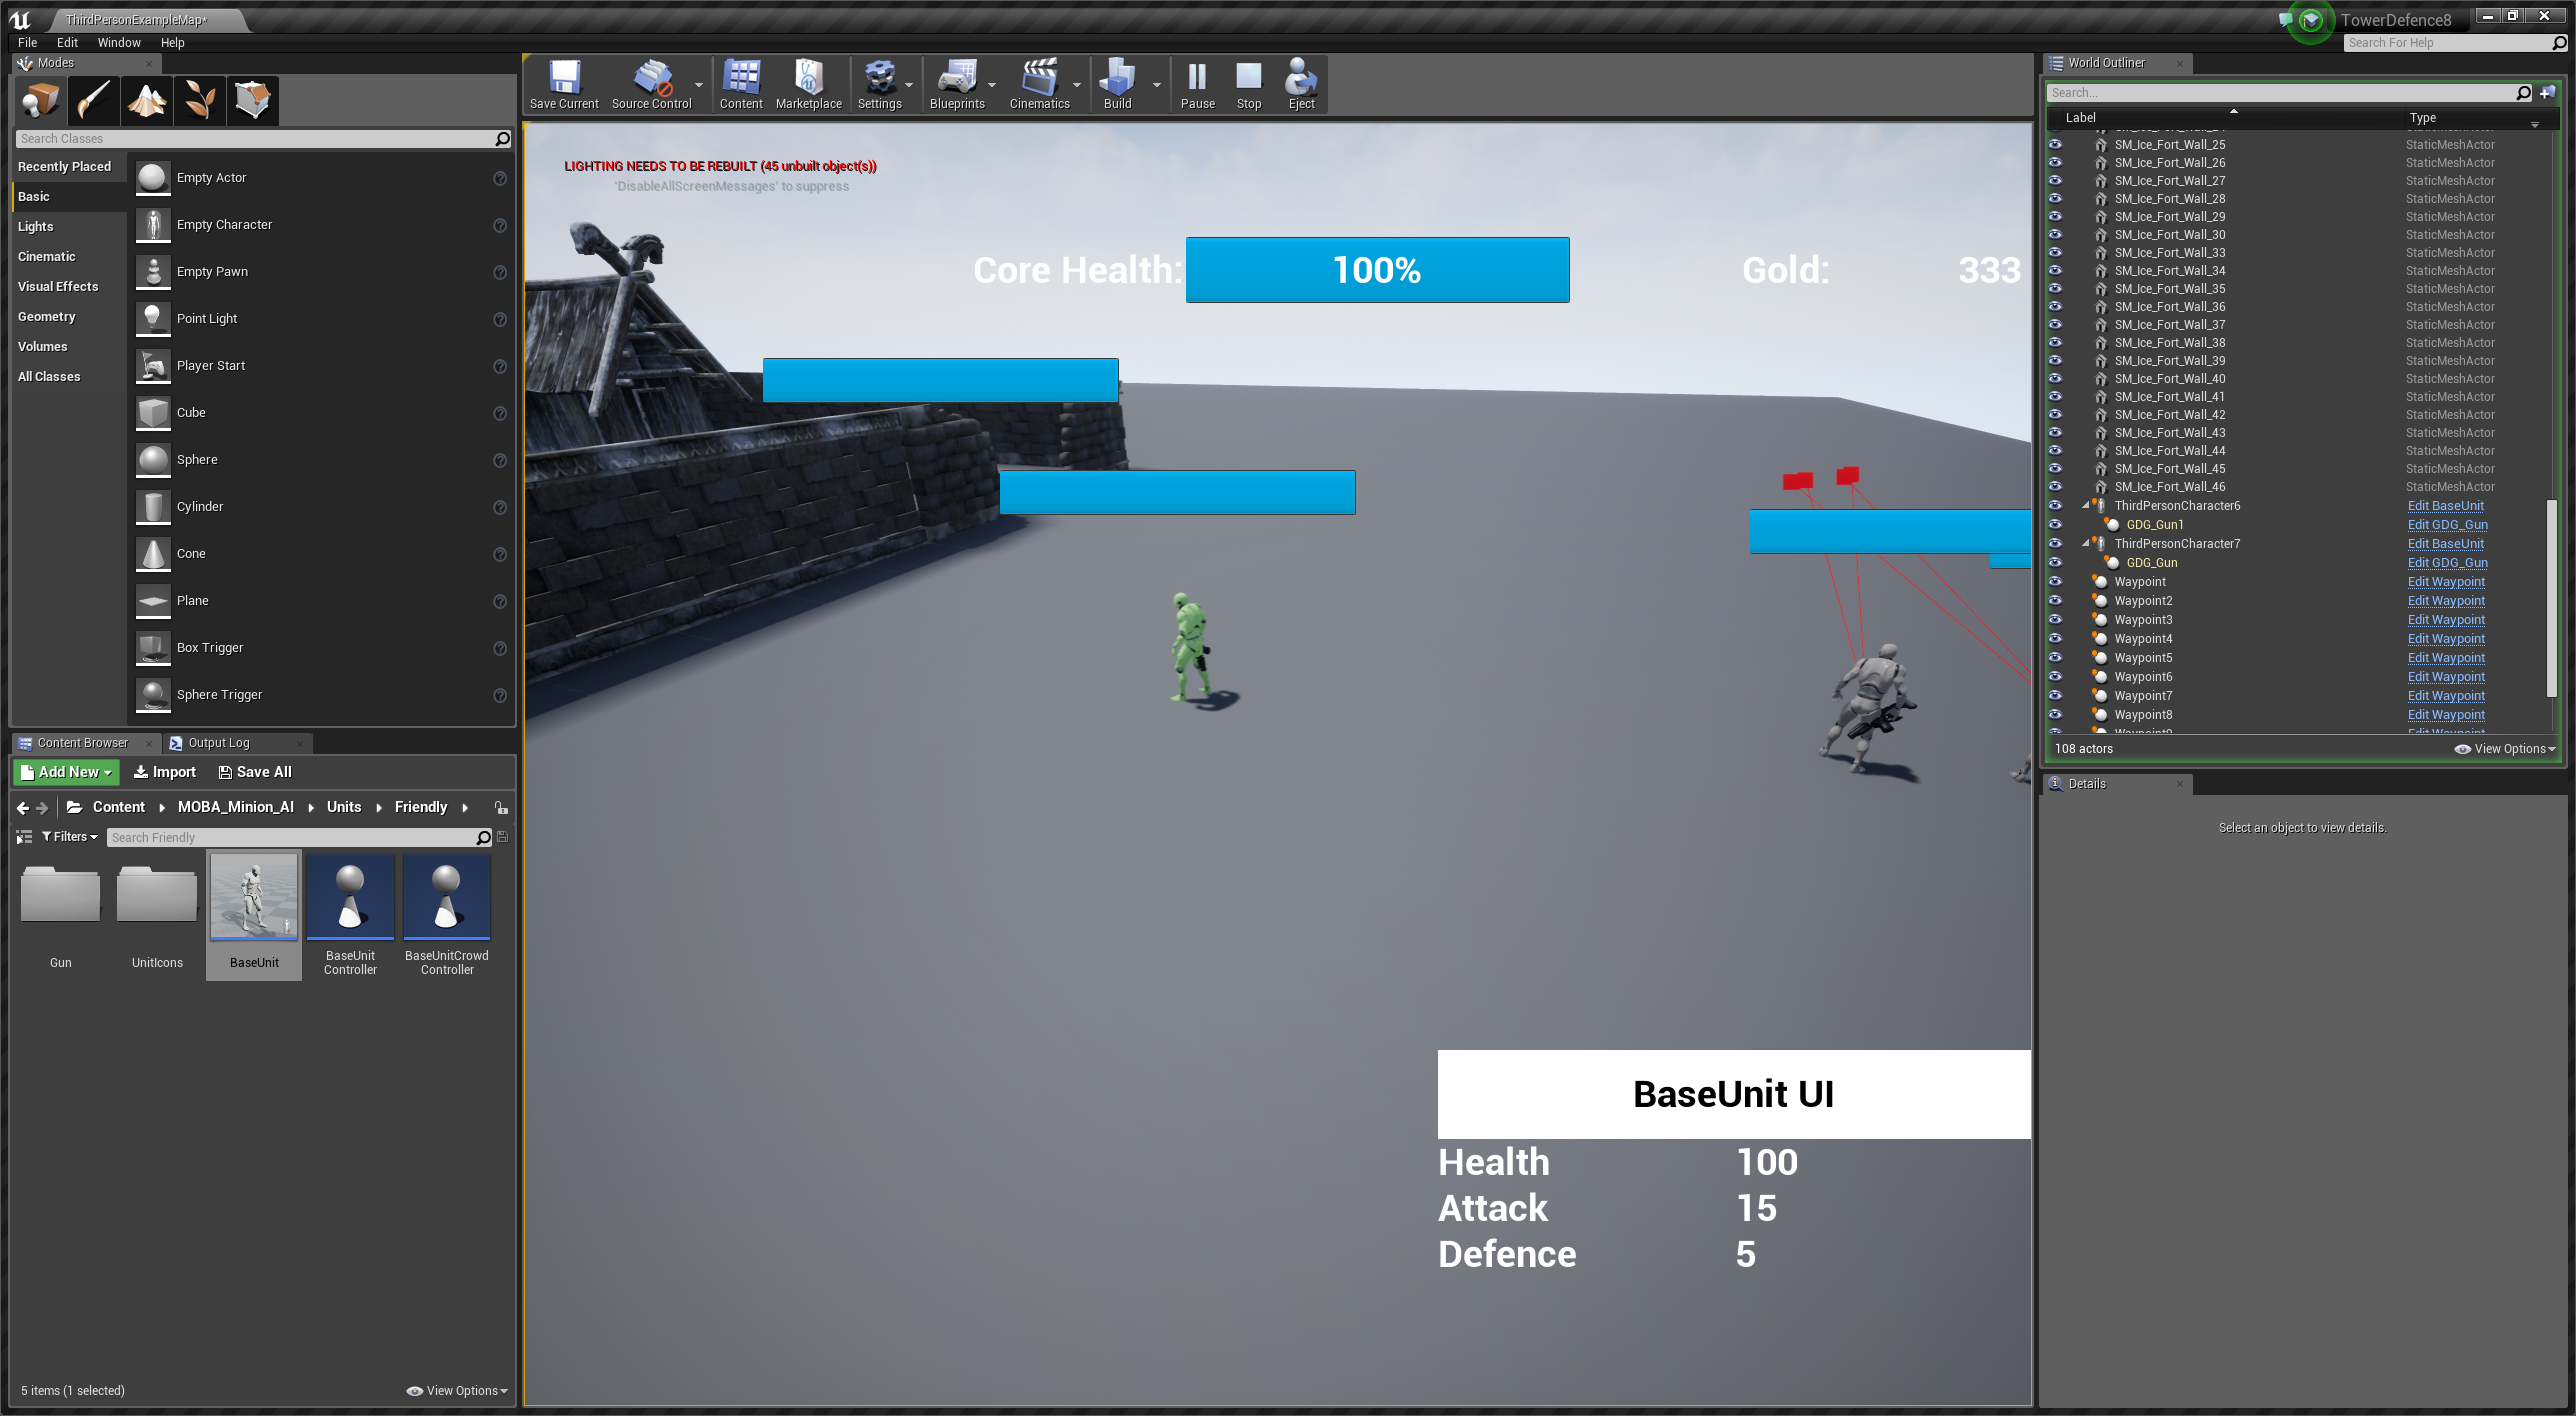 ThirdPersonExampleMap*
TowerDefence8
File Edit Window Help
Search For Help
Modes
Search Classes
Recently Placed
Basic
Lights
Cinematic
Visual Effects
Geometry
Volumes
All Classes
Empty Actor
Empty Character
Empty Pawn
Point Light
Player Start
Cube
Sphere
Cylinder
Cone
Plane
Box Trigger
Sphere Trigger
Content Browser
Output Log
Add New
Import
Save All
Content MOBA_Minion_AI Units Friendly
Filters
Search Friendly
Gun
UnitIcons
BaseUnit
BaseUnit
Controller
BaseUnitCrowd
Controller
5 items (1 selected)
View Options
Save Current Source Control Content Marketplace Settings Blueprints Cinematics Build Pause Stop Eject
LIGHTING NEEDS TO BE REBUILT (45 unbuilt object(s))
'DisableAllScreenMessages' to suppress
Core Health: 100% Gold: 333
BaseUnit UI
Health 100
Attack 15
Defence 5
World Outliner
Search...
Label Type
SM_Ice_Fort_Wall_25 StaticMeshActor
SM_Ice_Fort_Wall_26 StaticMeshActor
SM_Ice_Fort_Wall_27 StaticMeshActor
SM_Ice_Fort_Wall_28 StaticMeshActor
SM_Ice_Fort_Wall_29 StaticMeshActor
SM_Ice_Fort_Wall_30 StaticMeshActor
SM_Ice_Fort_Wall_33 StaticMeshActor
SM_Ice_Fort_Wall_34 StaticMeshActor
SM_Ice_Fort_Wall_35 StaticMeshActor
SM_Ice_Fort_Wall_36 StaticMeshActor
SM_Ice_Fort_Wall_37 StaticMeshActor
SM_Ice_Fort_Wall_38 StaticMeshActor
SM_Ice_Fort_Wall_39 StaticMeshActor
SM_Ice_Fort_Wall_40 StaticMeshActor
SM_Ice_Fort_Wall_41 StaticMeshActor
SM_Ice_Fort_Wall_42 StaticMeshActor
SM_Ice_Fort_Wall_43 StaticMeshActor
SM_Ice_Fort_Wall_44 StaticMeshActor
SM_Ice_Fort_Wall_45 StaticMeshActor
SM_Ice_Fort_Wall_46 StaticMeshActor
ThirdPersonCharacter6 Edit BaseUnit
GDG_Gun1 Edit GDG_Gun
ThirdPersonCharacter7 Edit BaseUnit
GDG_Gun Edit GDG_Gun
Waypoint Edit Waypoint
Waypoint2 Edit Waypoint
Waypoint3 Edit Waypoint
Waypoint4 Edit Waypoint
Waypoint5 Edit Waypoint
Waypoint6 Edit Waypoint
Waypoint7 Edit Waypoint
Waypoint8 Edit Waypoint
108 actors
View Options
Details
Select an object to view details.